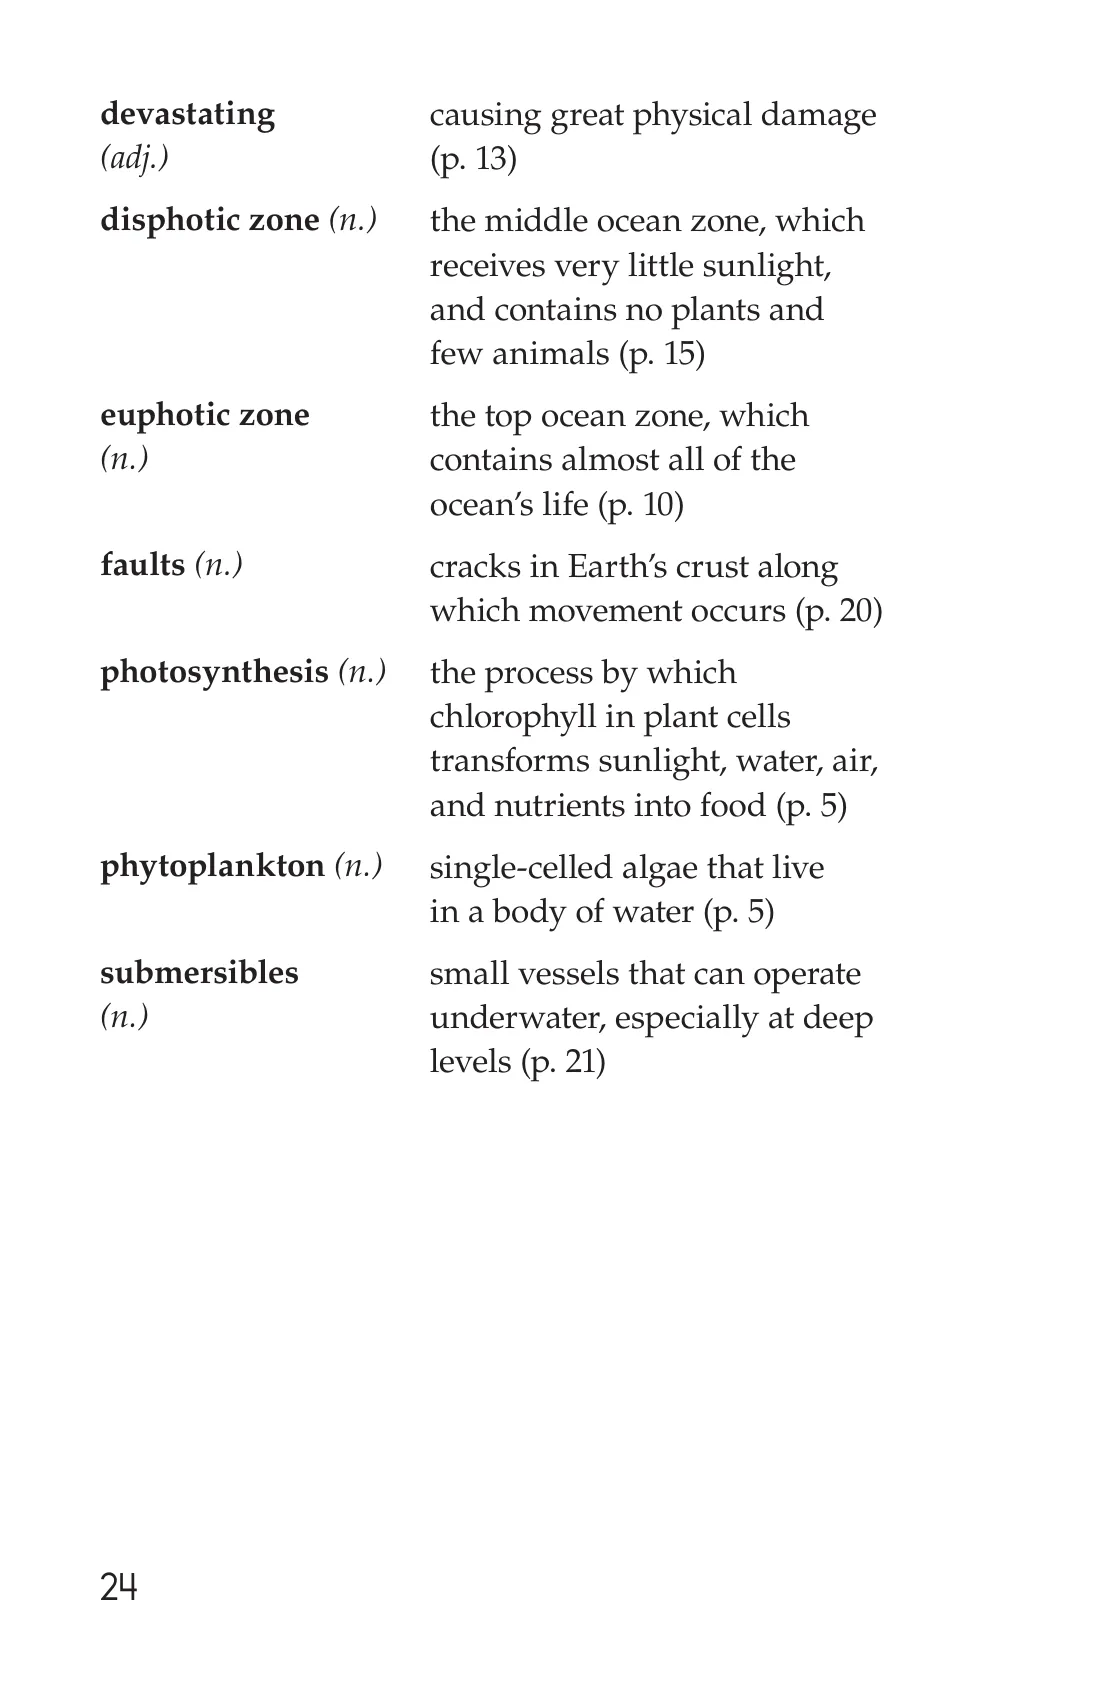 devastating
(adj.)
causing great physical damage
(p. 13)
disphotic zone (n.)
the middle ocean zone, which
receives very little sunlight,
and contains no plants and
few animals (p. 15)
euphotic zone
(n.)
the top ocean zone, which
contains almost all of the
ocean’s life (p. 10)
faults (n.)
cracks in Earth’s crust along
which movement occurs (p. 20)
photosynthesis (n.)
the process by which
chlorophyll in plant cells
transforms sunlight, water, air,
and nutrients into food (p. 5)
phytoplankton (n.)
single-celled algae that live
in a body of water (p. 5)
submersibles
(n.)
small vessels that can operate
underwater, especially at deep
levels (p. 21)
24